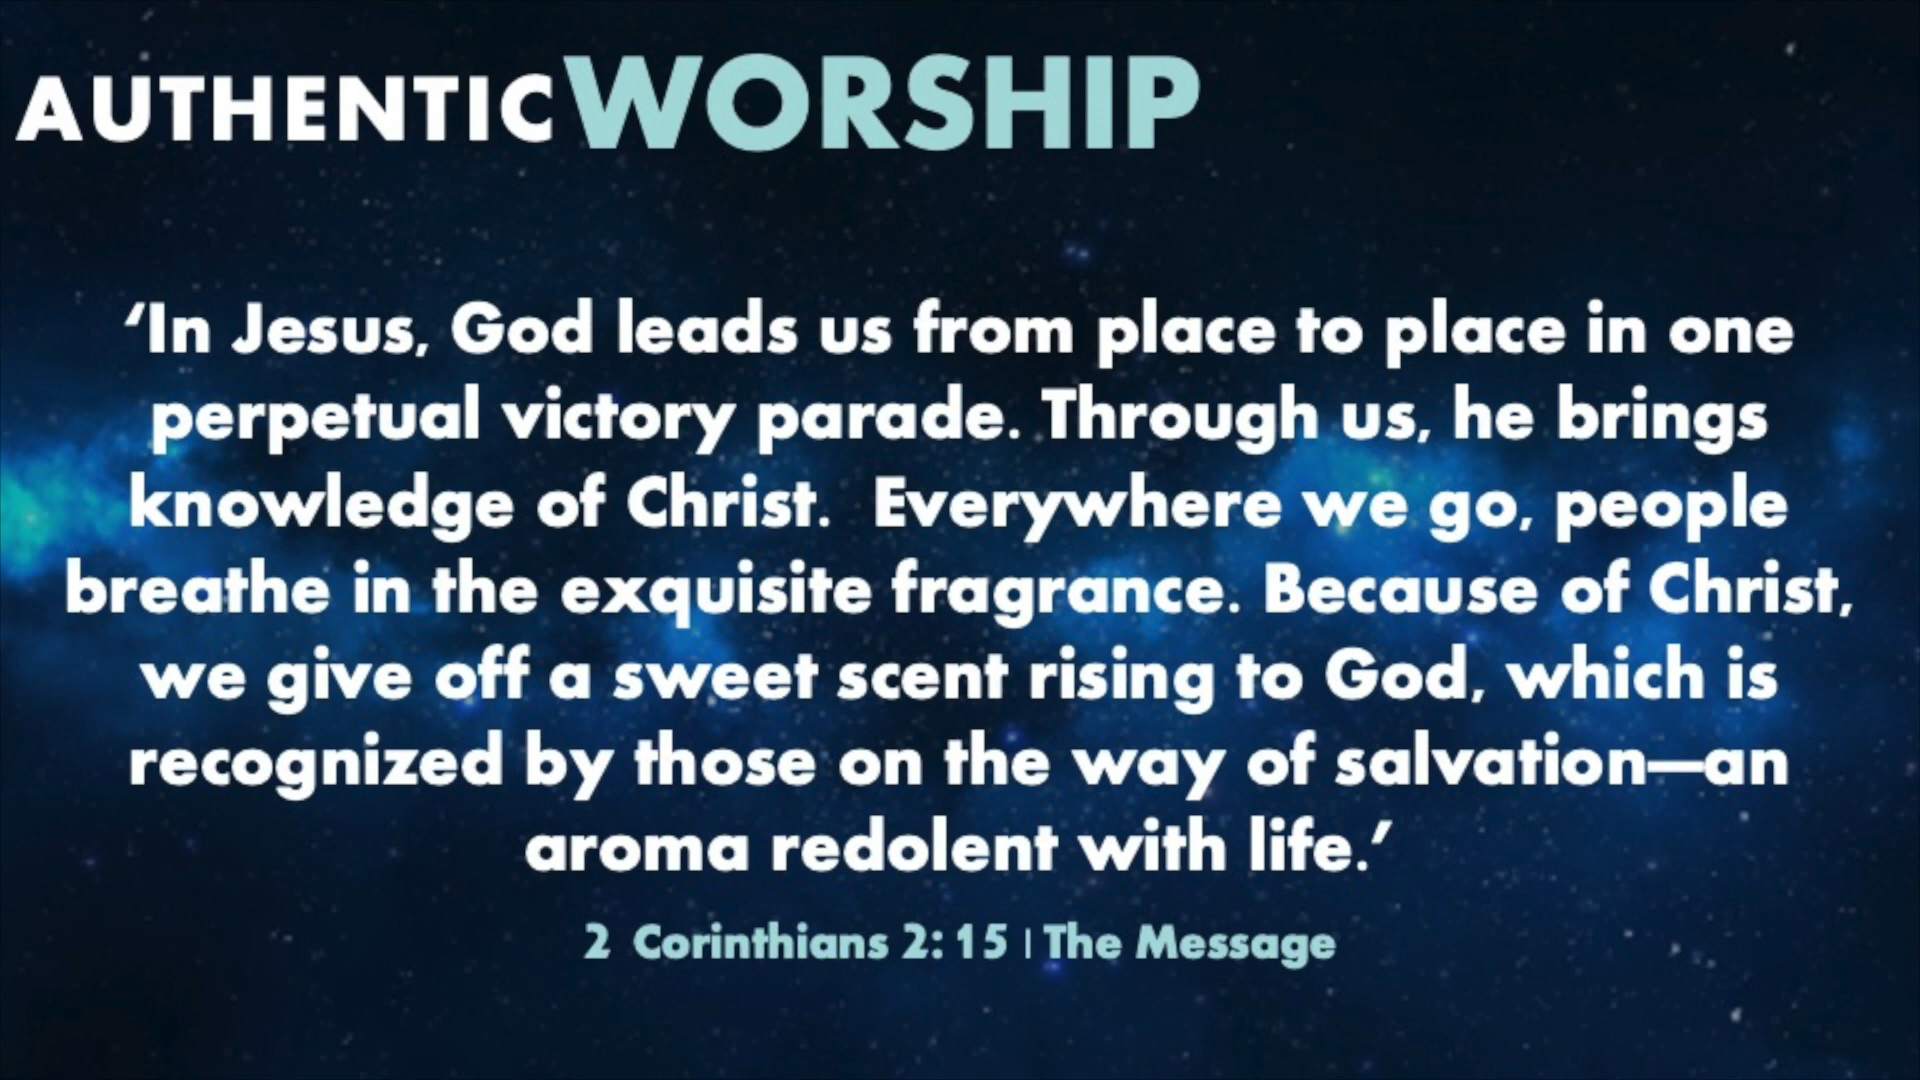 AUTHENTIC WORSHIP
‘In Jesus, God leads us from place to place in one
perpetual victory parade. Through us, he brings
knowledge of Christ.  Everywhere we go, people
breathe in the exquisite fragrance. Because of Christ,
we give off a sweet scent rising to God, which is
recognized by those on the way of salvation—an
aroma redolent with life.’
2 Corinthians 2: 15 | The Message